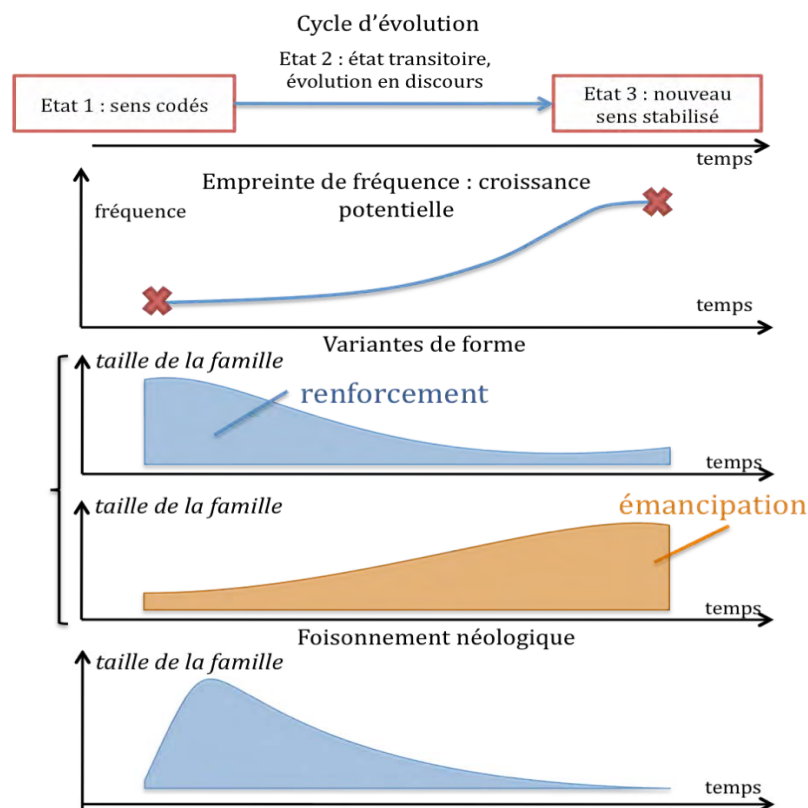 Cycle d'évolution
Etat 2 : état transitoire,
évolution en discours
Etat 1 : sens codés
Etat 3 : nouveau
sens stabilisé
temps
Empreinte de fréquence : croissance
potentielle
fréquence
temps
Variantes de forme
taille de la famille
renforcement
temps
taille de la famille
émancipation
temps
Foisonnement néologique
taille de la famille
temps